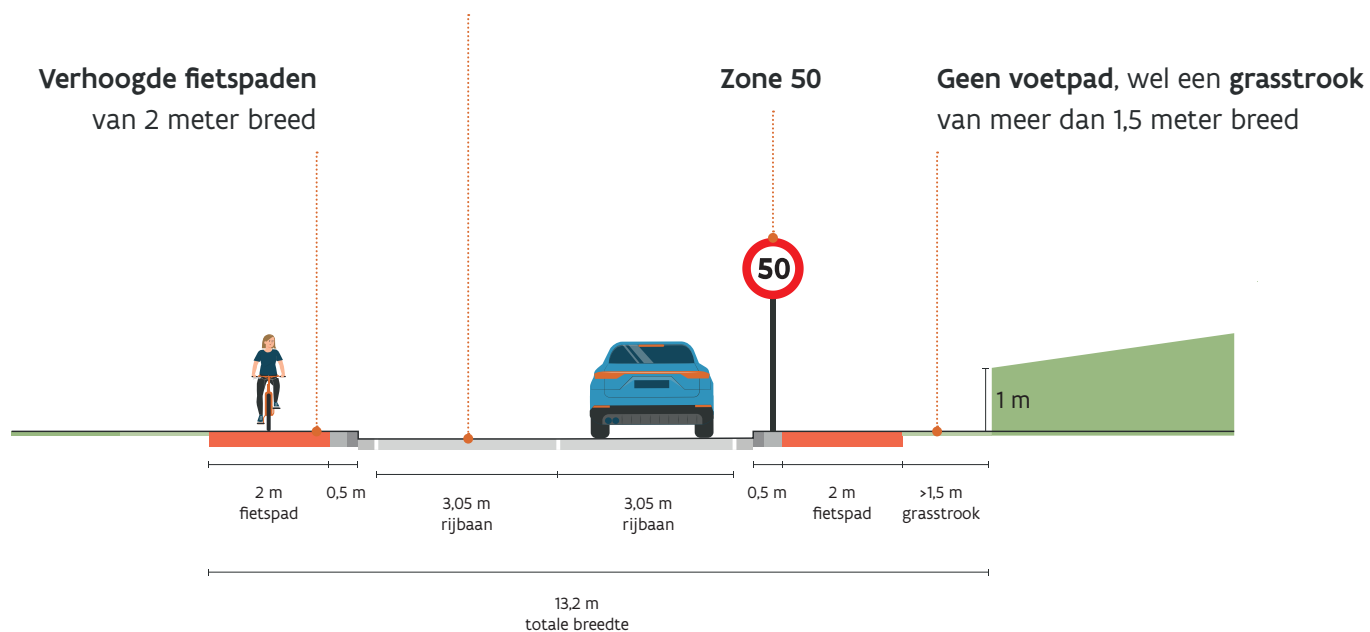 Verhoogde fietspaden
van 2 meter breed
Zone 50
Geen voetpad, wel een grasstrook
van meer dan 1,5 meter breed
50
1 m
2 m
fietspad
0,5 m
3,05 m
rijbaan
3,05 m
rijbaan
0,5 m
2 m
fietspad
>1,5 m
grasstrook
13,2 m
totale breedte